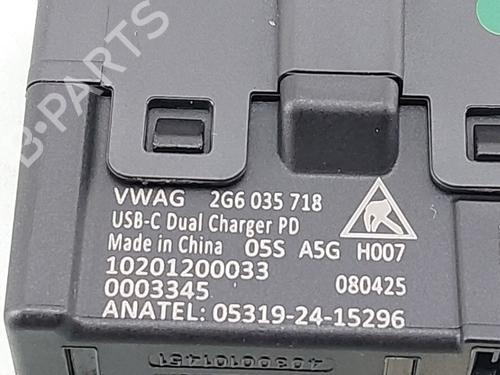 B-PARTS
VWAG 2G6 035 718
USB-C Dual Charger PD
Made in China 05S A5G H007
10201200033 080425
0003345
ANATEL: 05319-24-15296